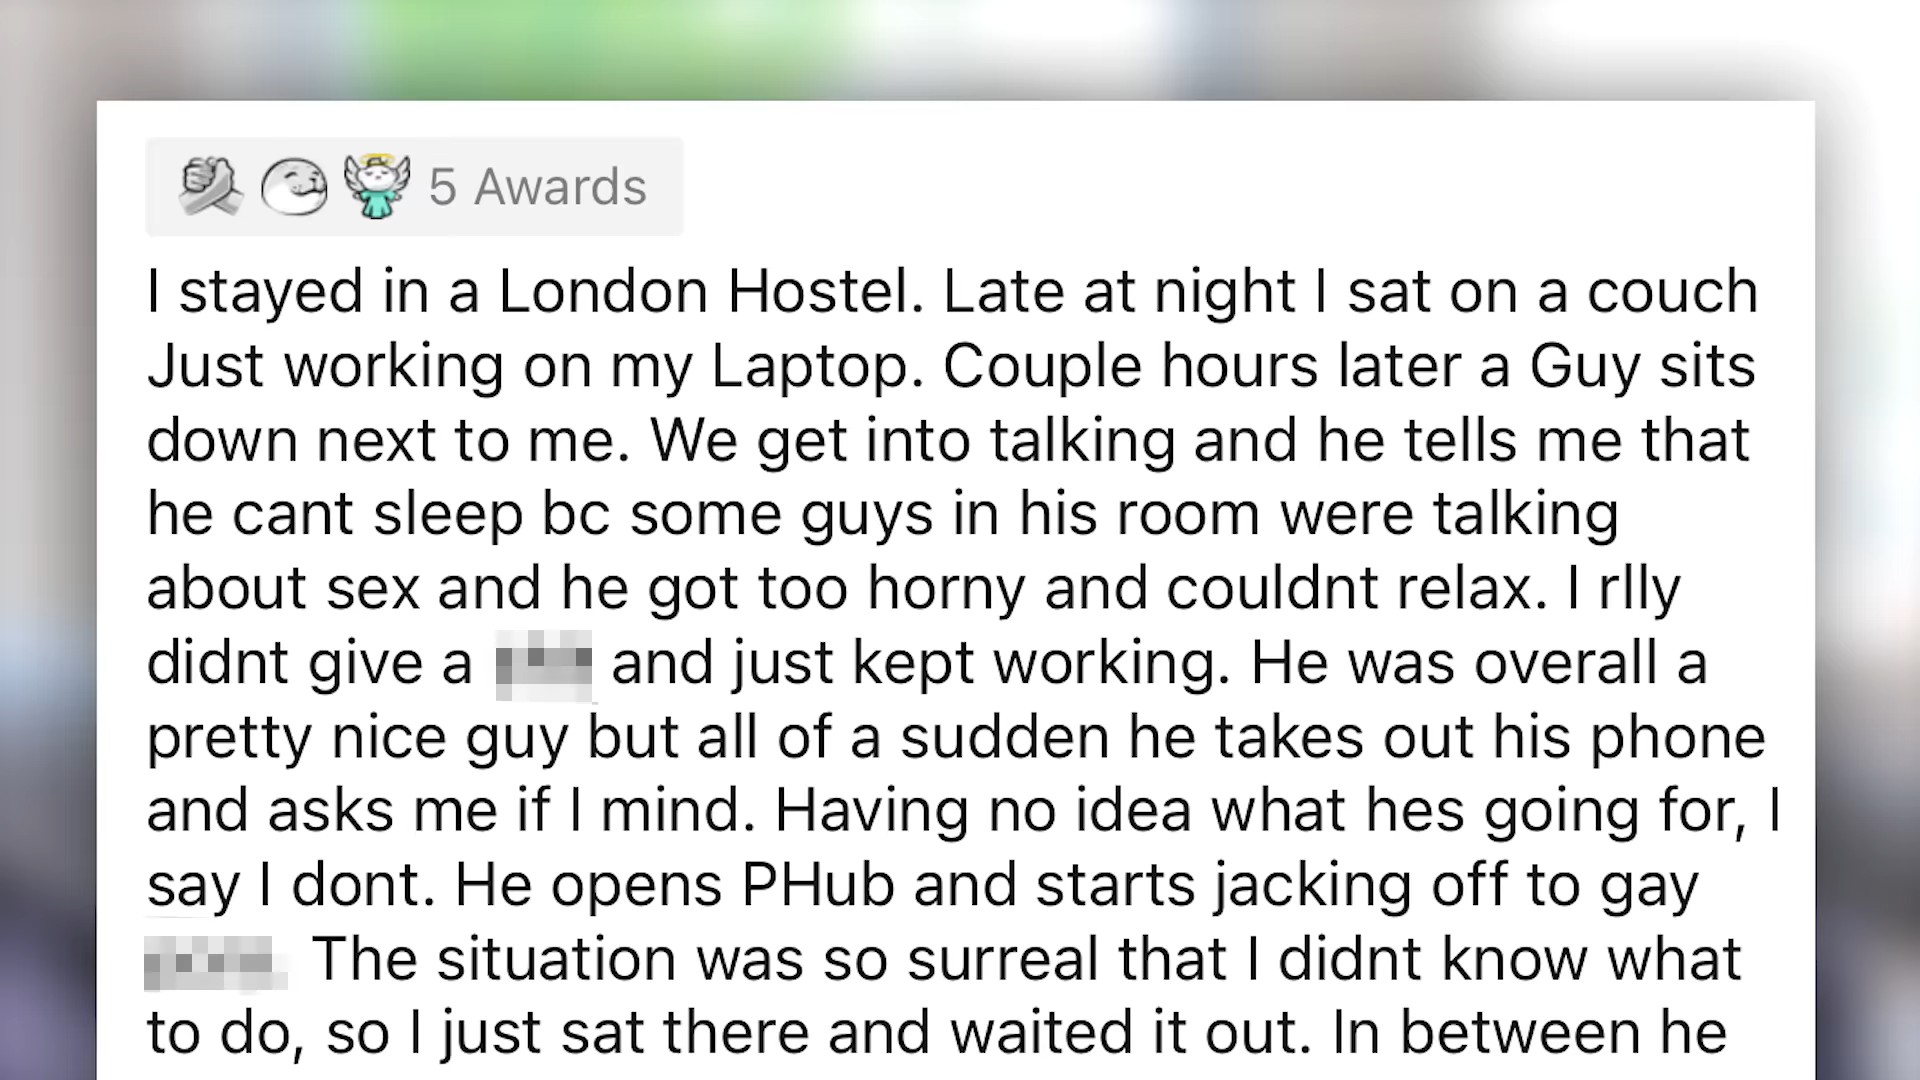 5 Awards
I stayed in a London Hostel. Late at night I sat on a couch
Just working on my Laptop. Couple hours later a Guy sits
down next to me. We get into talking and he tells me that
he cant sleep bc some guys in his room were talking
about sex and he got too horny and couldnt relax. I rlly
didnt give a and just kept working. He was overall a
pretty nice guy but all of a sudden he takes out his phone
and asks me if I mind. Having no idea what hes going for, I
say I dont. He opens PHub and starts jacking off to gay
The situation was so surreal that I didnt know what
to do, so I just sat there and waited it out. In between he